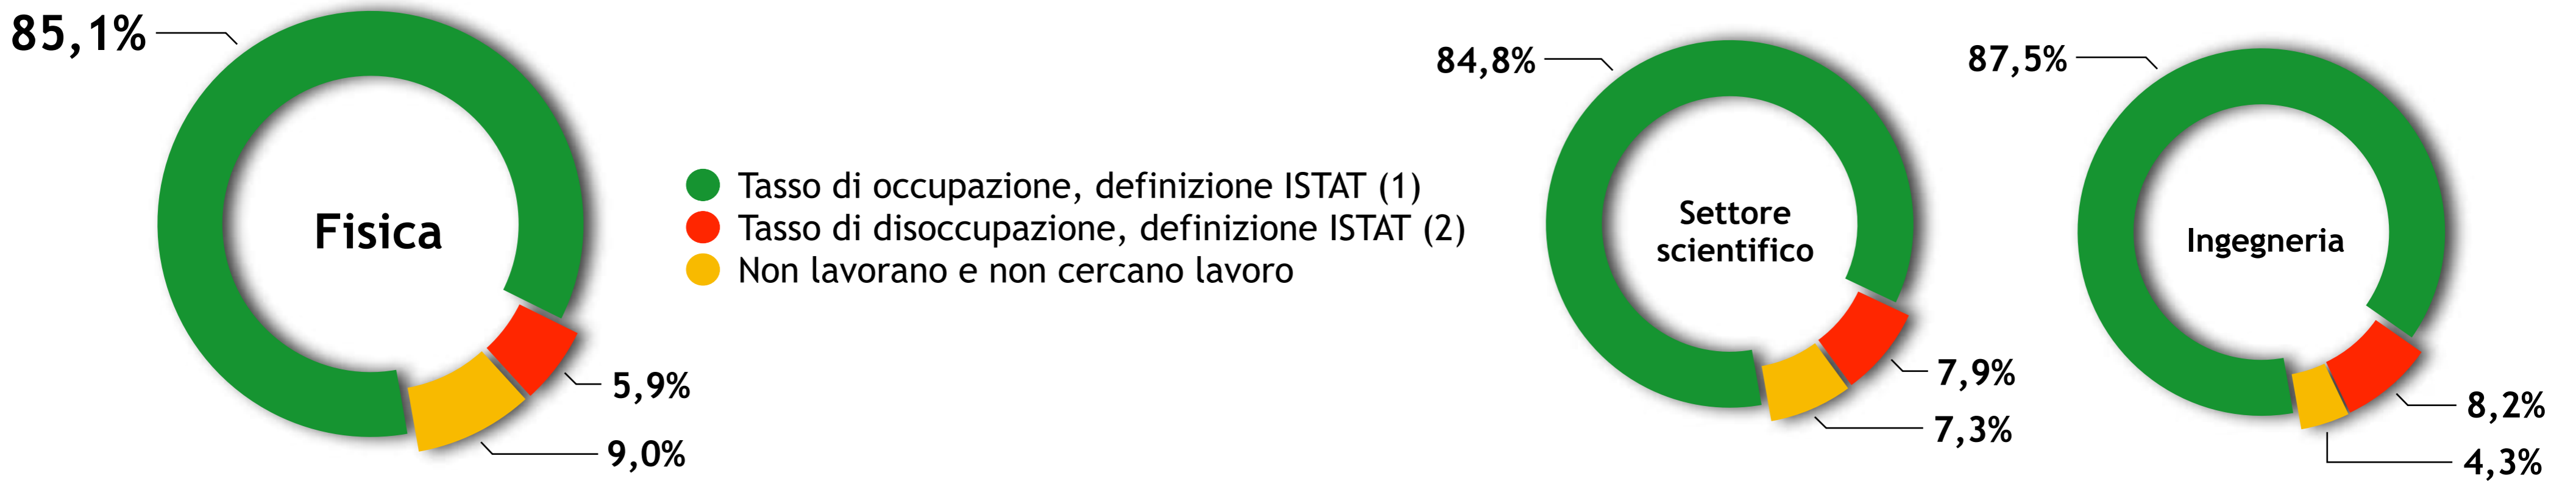 85,1%
Fisica
5,9%
9,0%
Tasso di occupazione, definizione ISTAT (1)
Tasso di disoccupazione, definizione ISTAT (2)
Non lavorano e non cercano lavoro
84,8%
Settore
scientifico
7,9%
7,3%
87,5%
Ingegneria
8,2%
4,3%